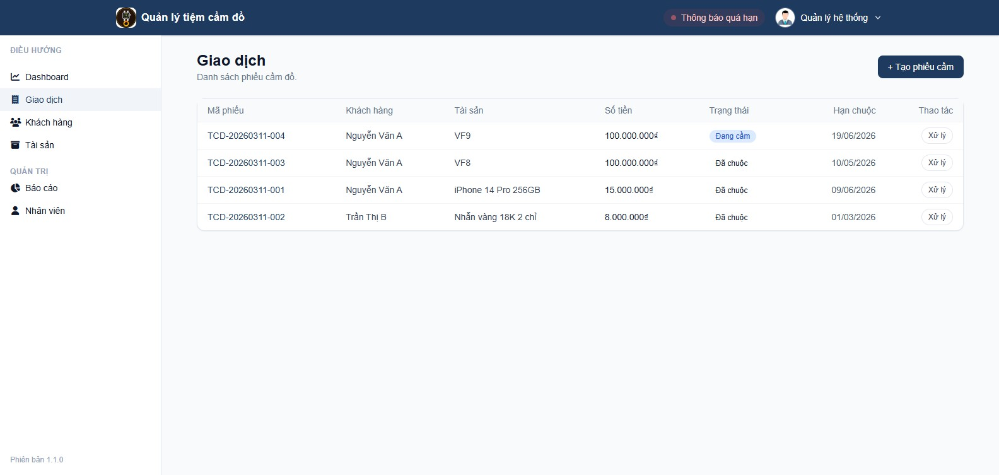 Quản lý tiệm cầm đồ
Thông báo quá hạn
Quản lý hệ thống
ĐIỀU HƯỚNG
Dashboard
Giao dịch
Khách hàng
Tài sản
QUẢN TRỊ
Báo cáo
Nhân viên
Phiên bản 1.1.0
Giao dịch
Danh sách phiếu cầm đồ.
+ Tạo phiếu cầm
Mã phiếu Khách hàng Tài sản Số tiền Trạng thái Hạn chuộc Thao tác
TCD-20260311-004 Nguyễn Văn A VF9 100.000.000₫ Đang cầm 19/06/2026 Xử lý
TCD-20260311-003 Nguyễn Văn A VF8 100.000.000₫ Đã chuộc 10/05/2026 Xử lý
TCD-20260311-001 Nguyễn Văn A iPhone 14 Pro 256GB 15.000.000₫ Đã chuộc 09/06/2026 Xử lý
TCD-20260311-002 Trần Thị B Nhẫn vàng 18K 2 chỉ 8.000.000₫ Đã chuộc 01/03/2026 Xử lý